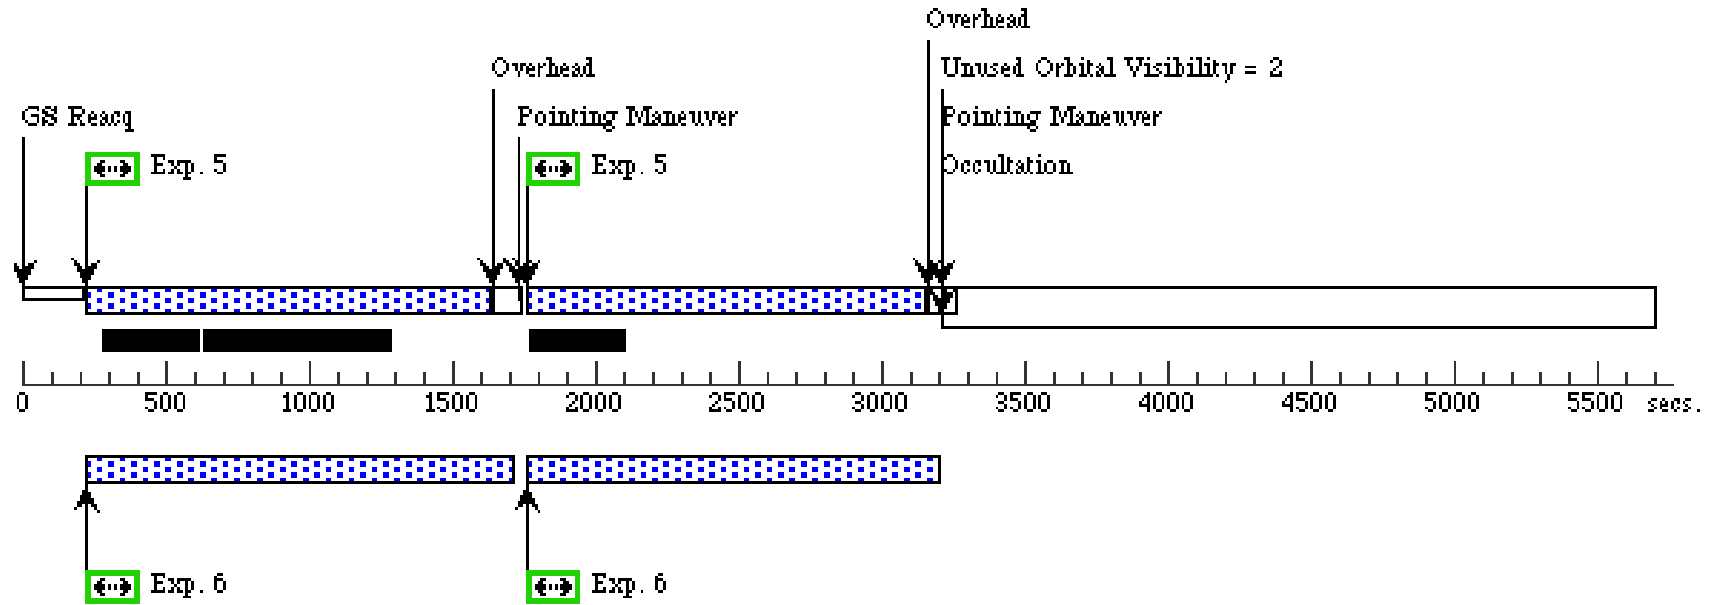 Overhead
Overhead
Unused Orbital Visibility = 2
GS Reacq
Pointing Maneuver
Pointing Maneuver
Exp. 5
Exp. 5
Occultation
0 500 1000 1500 2000 2500 3000 3500 4000 4500 5000 5500 secs.
Exp. 6
Exp. 6